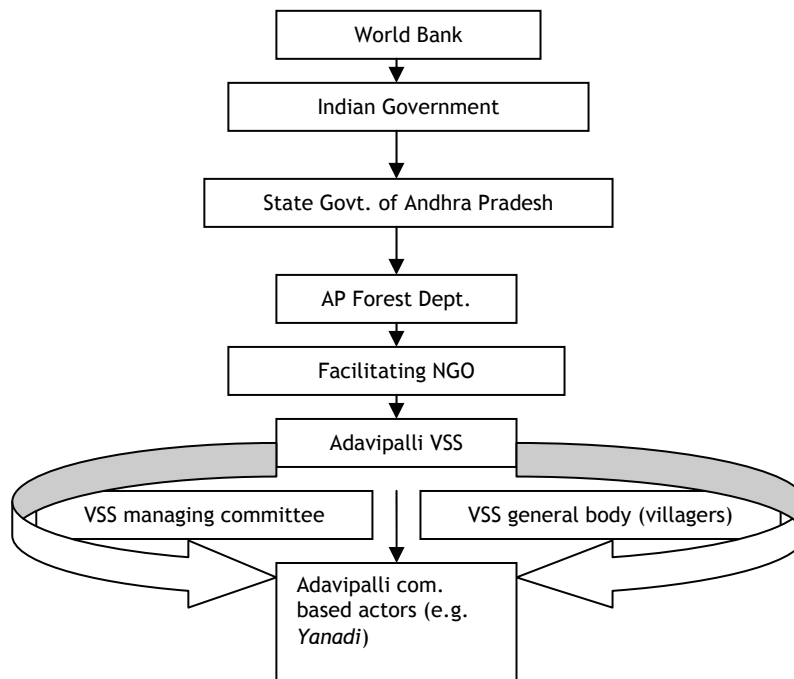 World Bank
Indian Government
State Govt. of Andhra Pradesh
AP Forest Dept.
Facilitating NGO
Adavipalli VSS
VSS managing committee
VSS general body (villagers)
Adavipalli com.
based actors (e.g.
Yanadi)